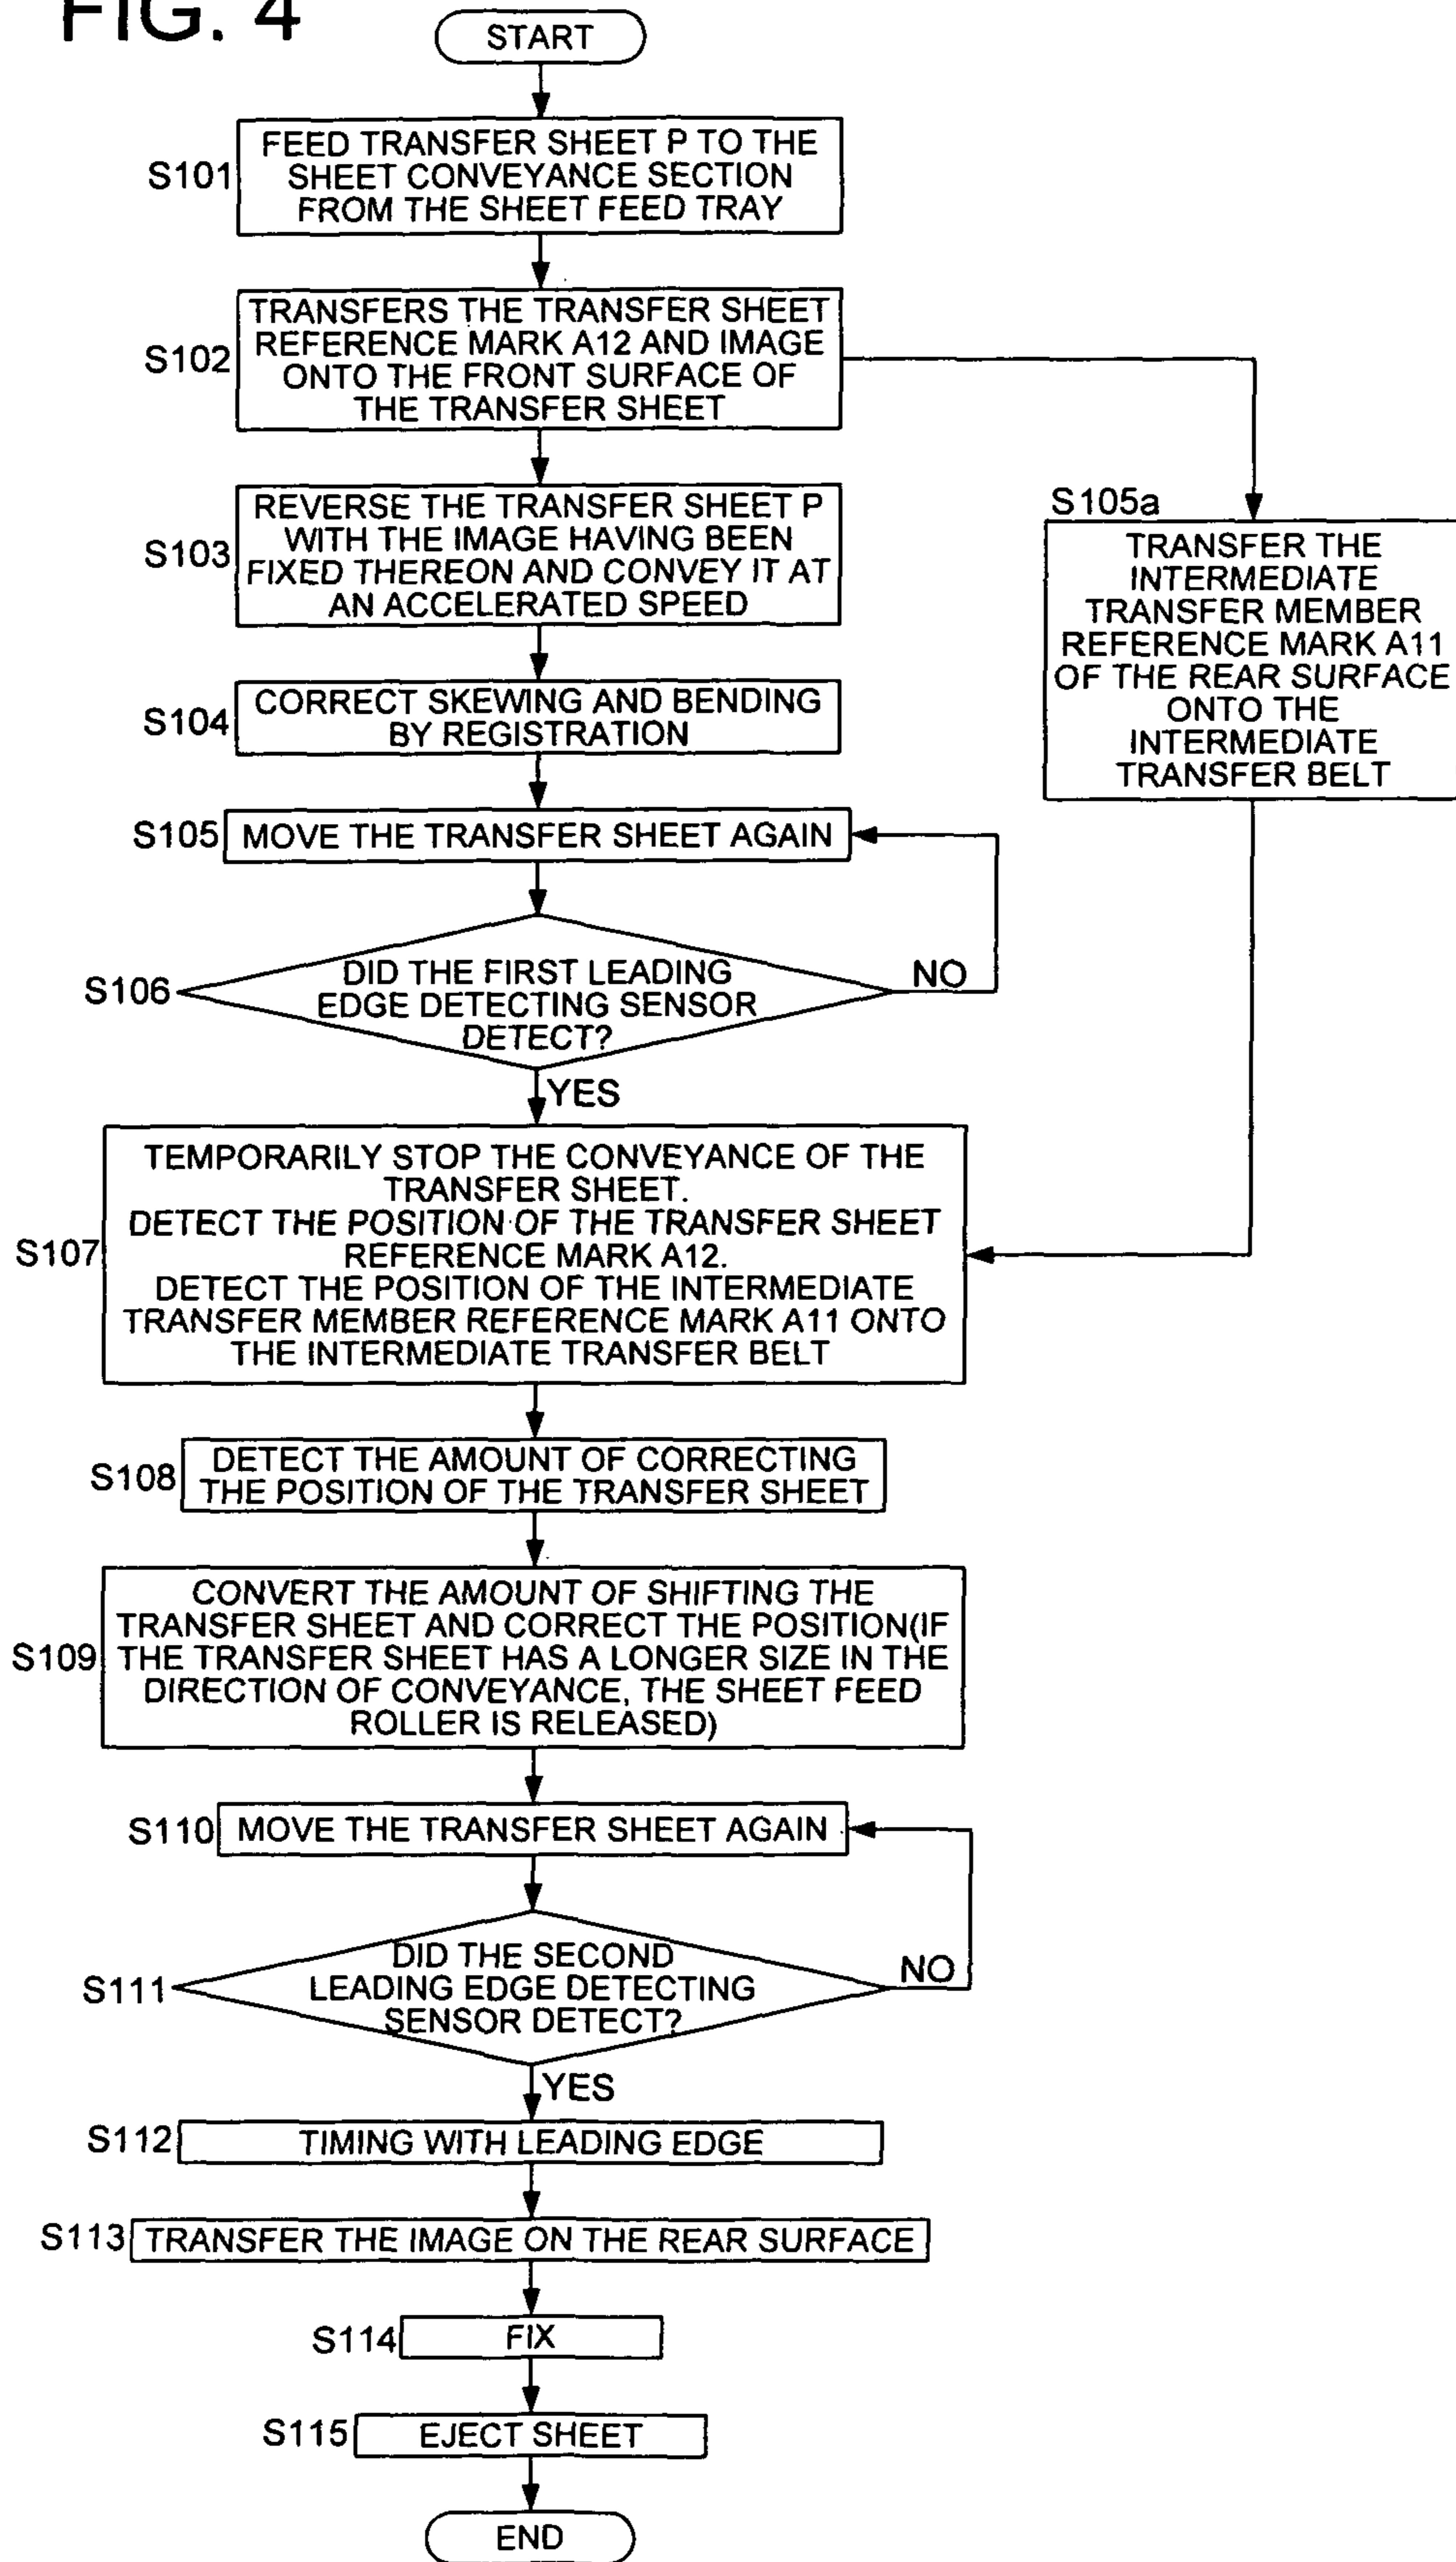 FIG. 4
START
S101
FEED TRANSFER SHEET P TO THE
SHEET CONVEYANCE SECTION
FROM THE SHEET FEED TRAY
S102
TRANSFERS THE TRANSFER SHEET
REFERENCE MARK A12 AND IMAGE
ONTO THE FRONT SURFACE OF
THE TRANSFER SHEET
S103
REVERSE THE TRANSFER SHEET P
WITH THE IMAGE HAVING BEEN
FIXED THEREON AND CONVEY IT AT
AN ACCELERATED SPEED
S105a
TRANSFER THE
INTERMEDIATE
TRANSFER MEMBER
REFERENCE MARK A11
OF THE REAR SURFACE
ONTO THE
INTERMEDIATE
TRANSFER BELT
S104
CORRECT SKEWING AND BENDING
BY REGISTRATION
S105
MOVE THE TRANSFER SHEET AGAIN
S106
DID THE FIRST LEADING
EDGE DETECTING SENSOR
DETECT?
NO
YES
S107
TEMPORARILY STOP THE CONVEYANCE OF THE
TRANSFER SHEET.
DETECT THE POSITION OF THE TRANSFER SHEET
REFERENCE MARK A12.
DETECT THE POSITION OF THE INTERMEDIATE
TRANSFER MEMBER REFERENCE MARK A11 ONTO
THE INTERMEDIATE TRANSFER BELT
S108
DETECT THE AMOUNT OF CORRECTING
THE POSITION OF THE TRANSFER SHEET
S109
CONVERT THE AMOUNT OF SHIFTING THE
TRANSFER SHEET AND CORRECT THE POSITION(IF
THE TRANSFER SHEET HAS A LONGER SIZE IN THE
DIRECTION OF CONVEYANCE, THE SHEET FEED
ROLLER IS RELEASED)
S110
MOVE THE TRANSFER SHEET AGAIN
S111
DID THE SECOND
LEADING EDGE DETECTING
SENSOR DETECT?
NO
YES
S112
TIMING WITH LEADING EDGE
S113
TRANSFER THE IMAGE ON THE REAR SURFACE
S114
FIX
S115
EJECT SHEET
END